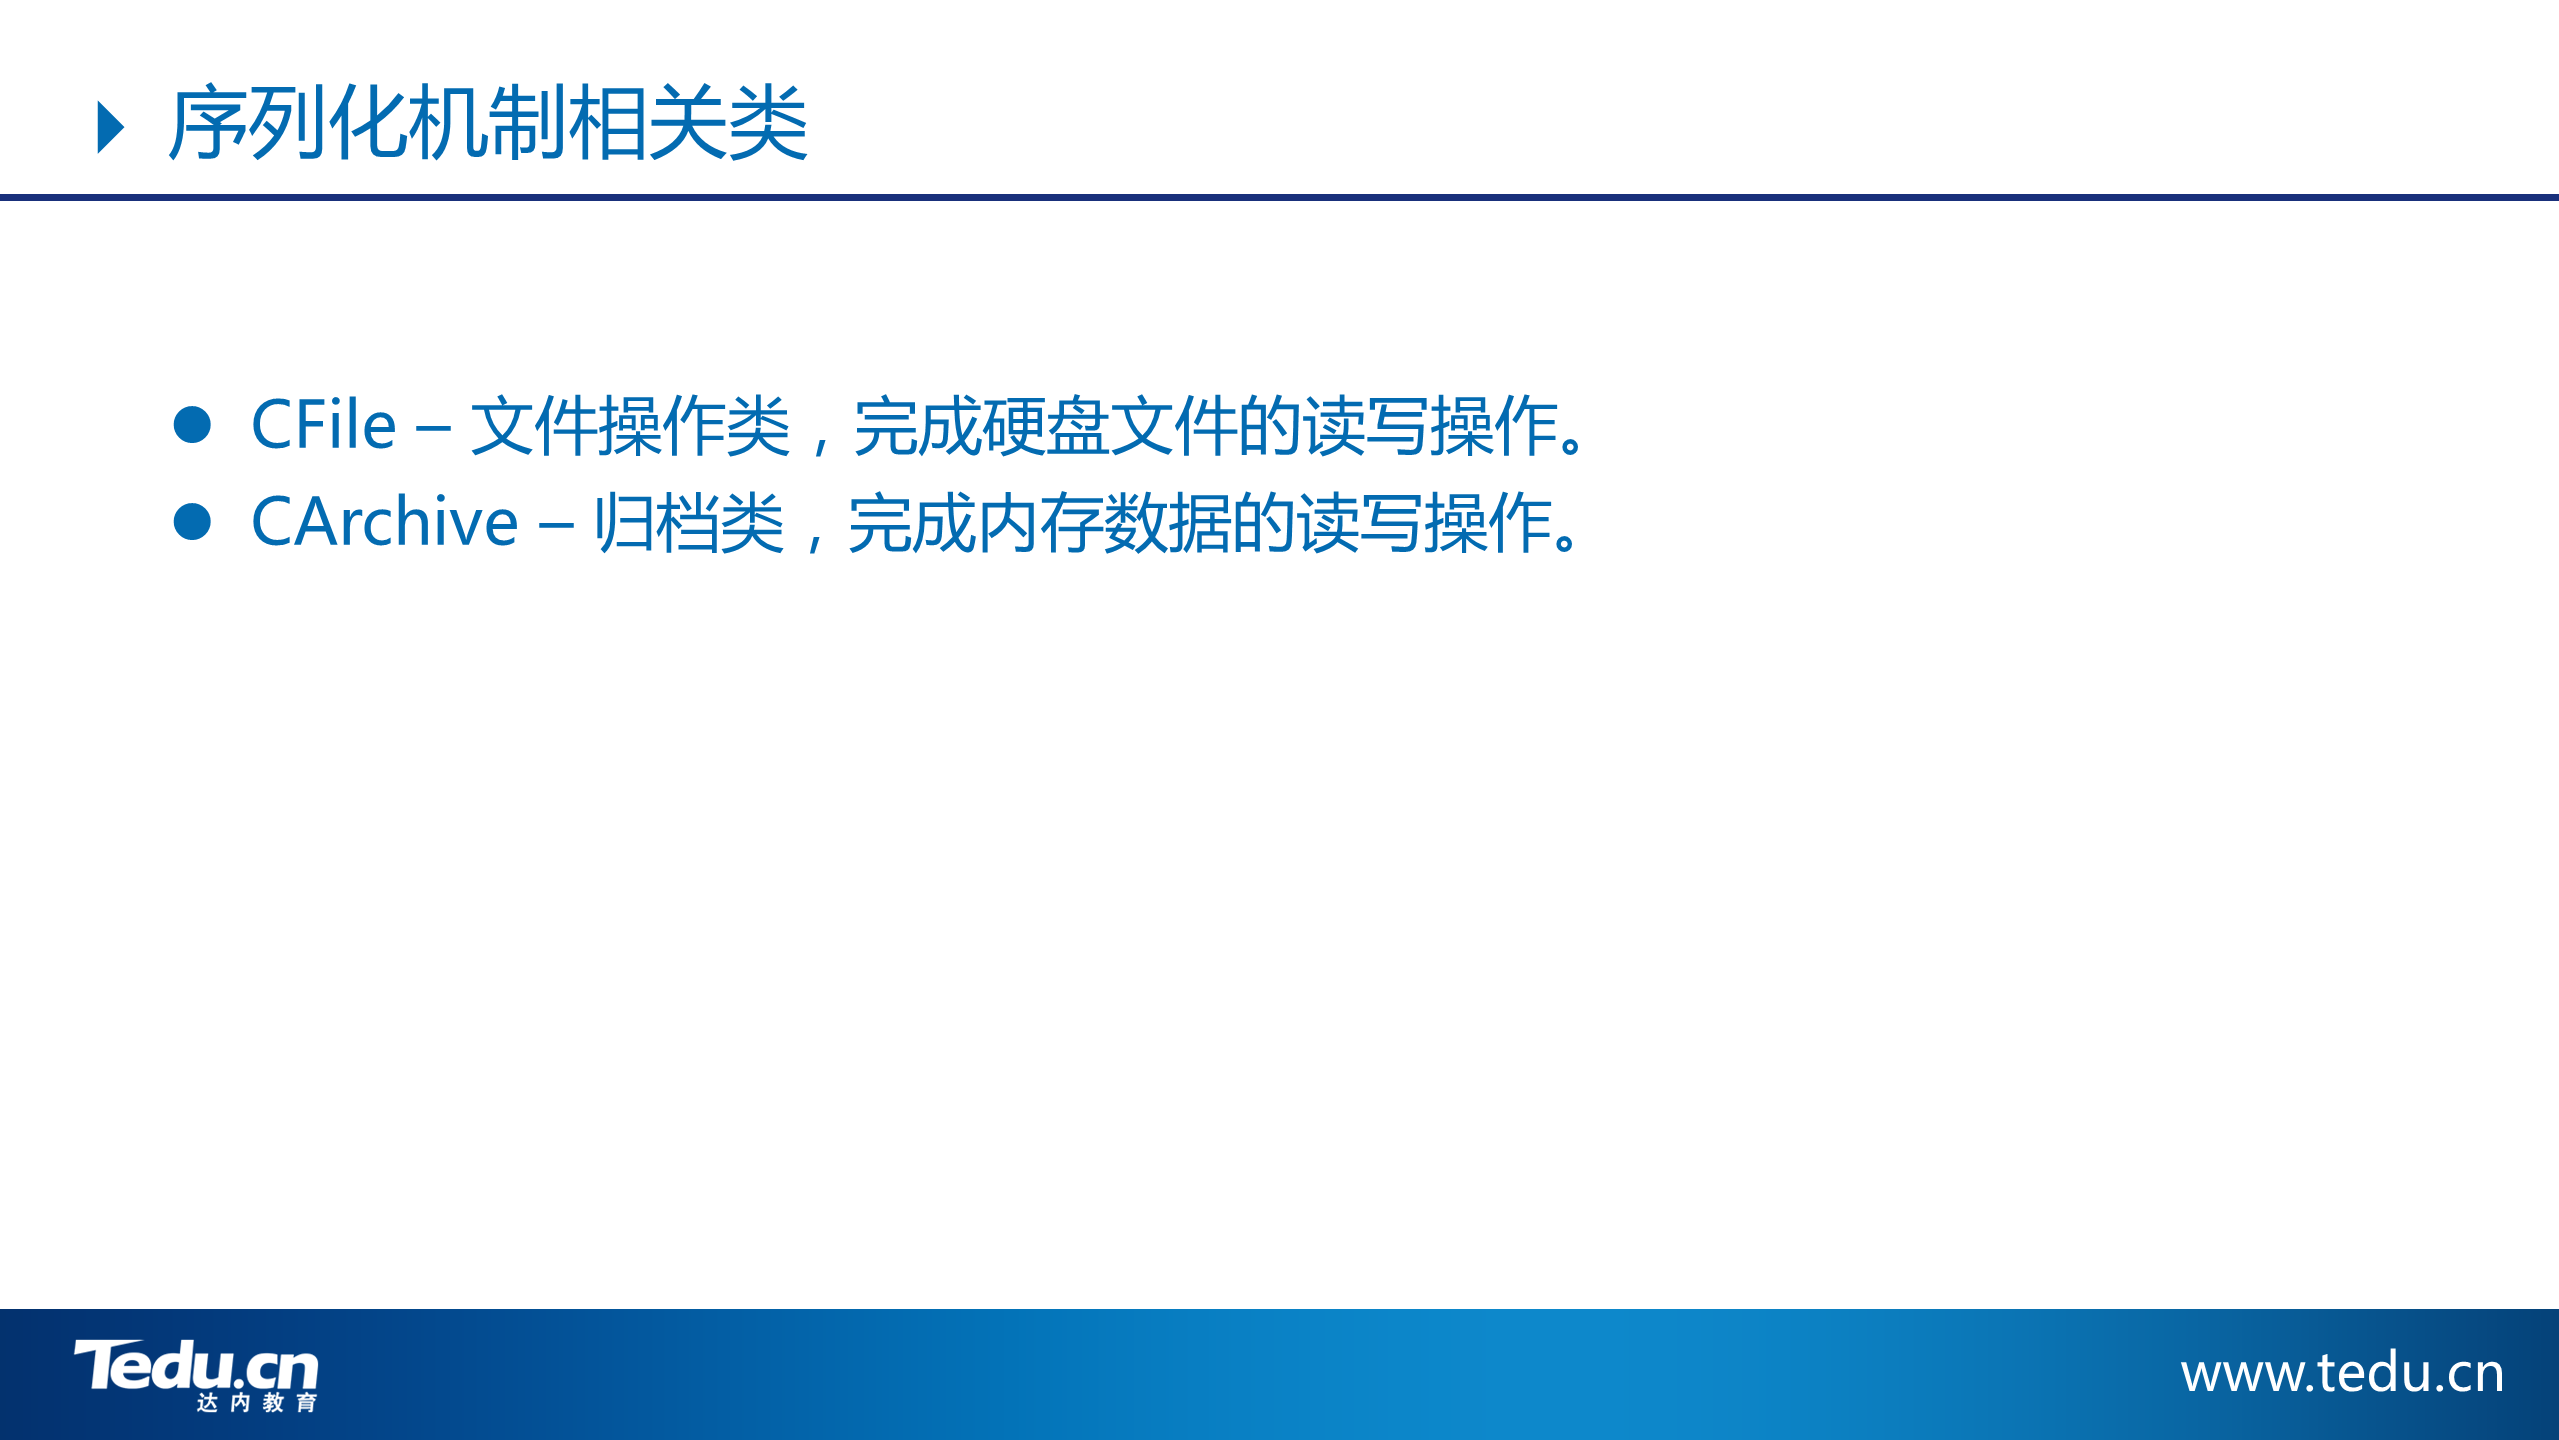 序列化机制相关类
CFile – 文件操作类，完成硬盘文件的读写操作。
CArchive – 归档类，完成内存数据的读写操作。
Tedu.cn
达内教育
www.tedu.cn